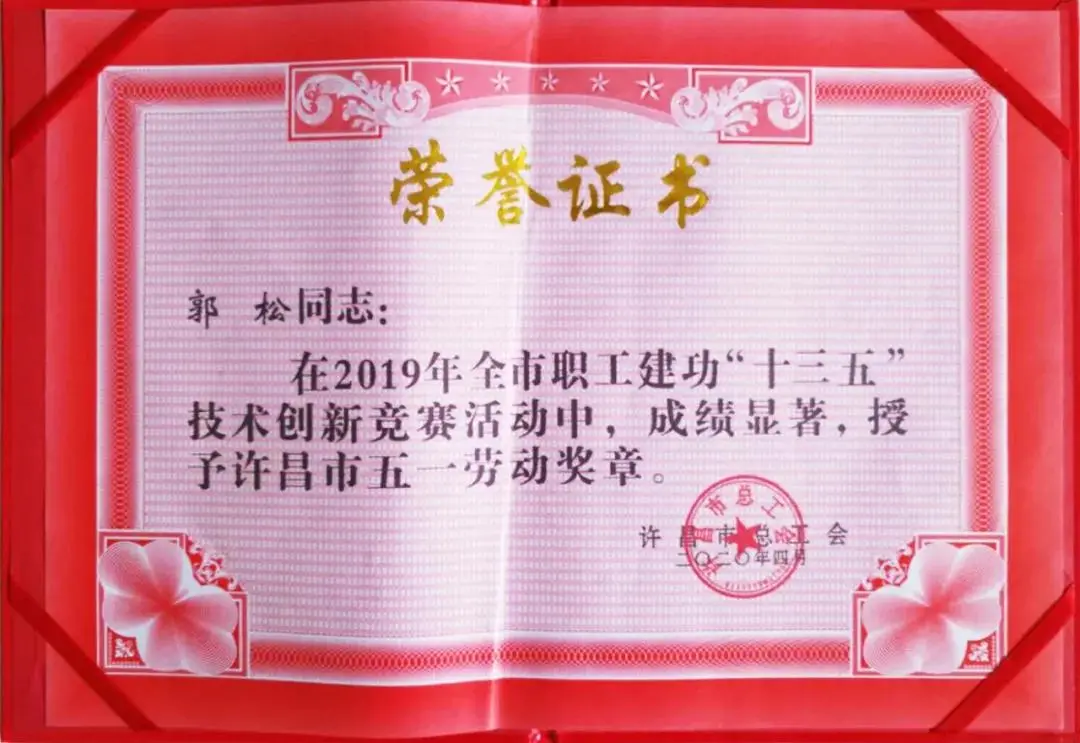 荣誉证书
郭 松同志：
在2019年全市职工建功“十三五”
技术创新竞赛活动中，成绩显著，授
予许昌市五一劳动奖章。
许昌市总工会
二〇二〇年四月